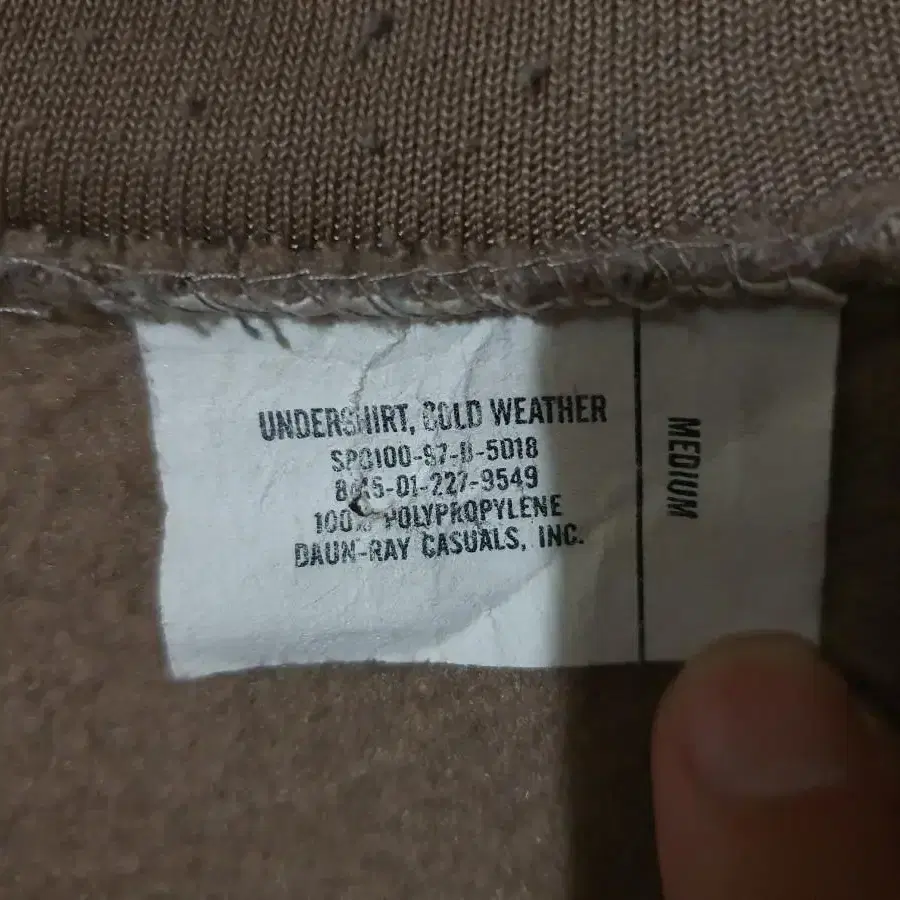 UNDERSHIRT, COLD WEATHER
SPO100-97-D-5018
8415-01-227-9549
100% POLYPROPYLENE
DAUN-RAY CASUALS, INC.
MEDIUM